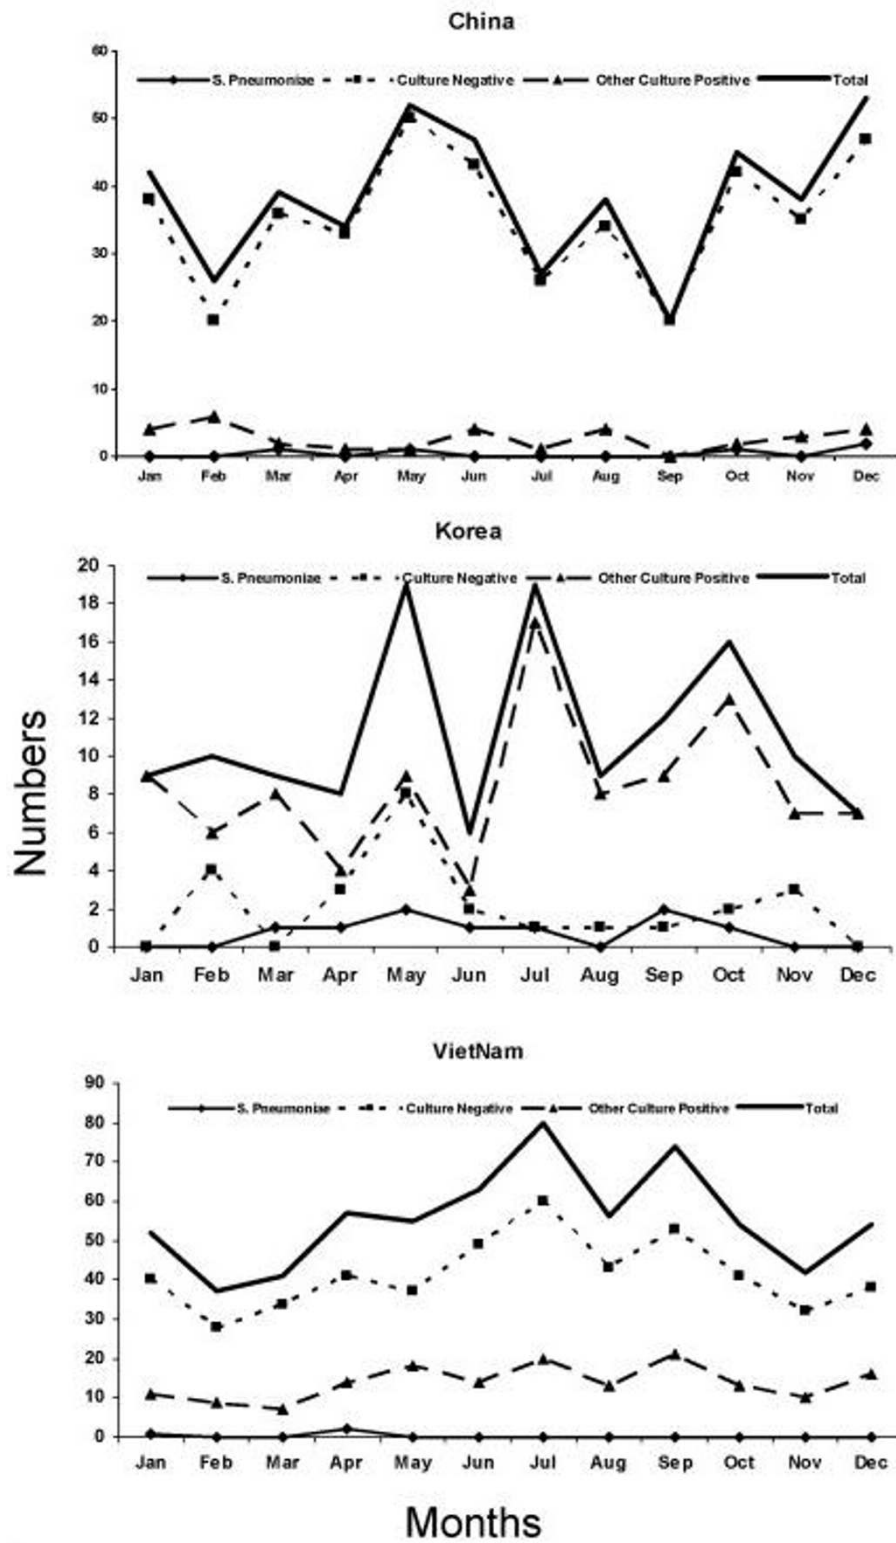 China
60
S. Pneumoniae Culture Negative Other Culture Positive Total
50
40
30
20
10
0
Jan Feb Mar Apr May Jun Jul Aug Sep Oct Nov Dec
Korea
20
S. Pneumoniae Culture Negative Other Culture Positive Total
18
16
14
12
10
8
6
4
2
0
Jan Feb Mar Apr May Jun Jul Aug Sep Oct Nov Dec
Numbers
VietNam
90
S. Pneumoniae Culture Negative Other Culture Positive Total
80
70
60
50
40
30
20
10
0
Jan Feb Mar Apr May Jun Jul Aug Sep Oct Nov Dec
Months